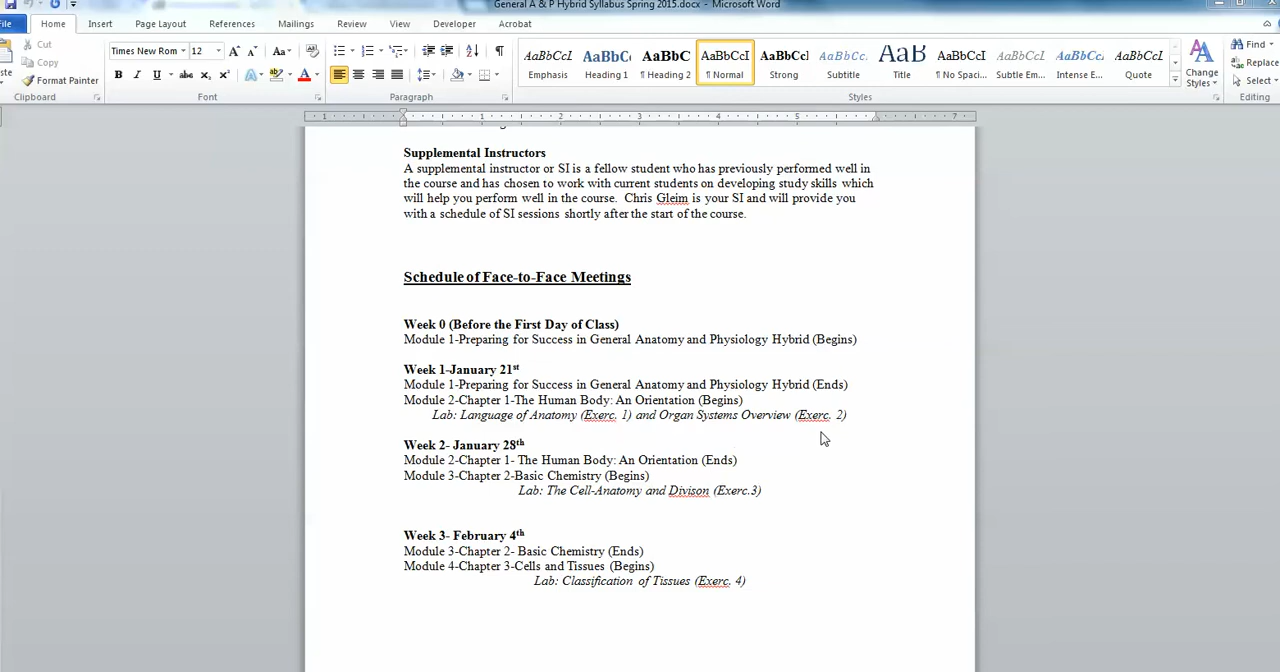 General A & P Hybrid Syllabus Spring 2015.docx - Microsoft Word
File Home Insert Page Layout References Mailings Review View Developer Acrobat
Cut
Copy
Format Painter
Clipboard
Times New Rom 12
Font
Paragraph
AaBbCcI AaBbC AaBbC AaBbCcI AaBbCcl AaBbCc. AaB AaBbCcI AaBbCcI AaBbCcI AaBbCcI
Emphasis Heading 1 ¶ Heading 2 ¶ Normal Strong Subtitle Title ¶ No Spaci... Subtle Em... Intense E... Quote
Styles
Change Styles
Find
Replace
Select
Editing
1 1 2 3 4 5 7
Supplemental Instructors
A supplemental instructor or SI is a fellow student who has previously performed well in
the course and has chosen to work with current students on developing study skills which
will help you perform well in the course. Chris Gleim is your SI and will provide you
with a schedule of SI sessions shortly after the start of the course.
Schedule of Face-to-Face Meetings
Week 0 (Before the First Day of Class)
Module 1-Preparing for Success in General Anatomy and Physiology Hybrid (Begins)
Week 1-January 21st
Module 1-Preparing for Success in General Anatomy and Physiology Hybrid (Ends)
Module 2-Chapter 1-The Human Body: An Orientation (Begins)
Lab: Language of Anatomy (Exerc. 1) and Organ Systems Overview (Exerc. 2)
Week 2- January 28th
Module 2-Chapter 1- The Human Body: An Orientation (Ends)
Module 3-Chapter 2-Basic Chemistry (Begins)
Lab: The Cell-Anatomy and Divison (Exerc.3)
Week 3- February 4th
Module 3-Chapter 2- Basic Chemistry (Ends)
Module 4-Chapter 3-Cells and Tissues (Begins)
Lab: Classification of Tissues (Exerc. 4)